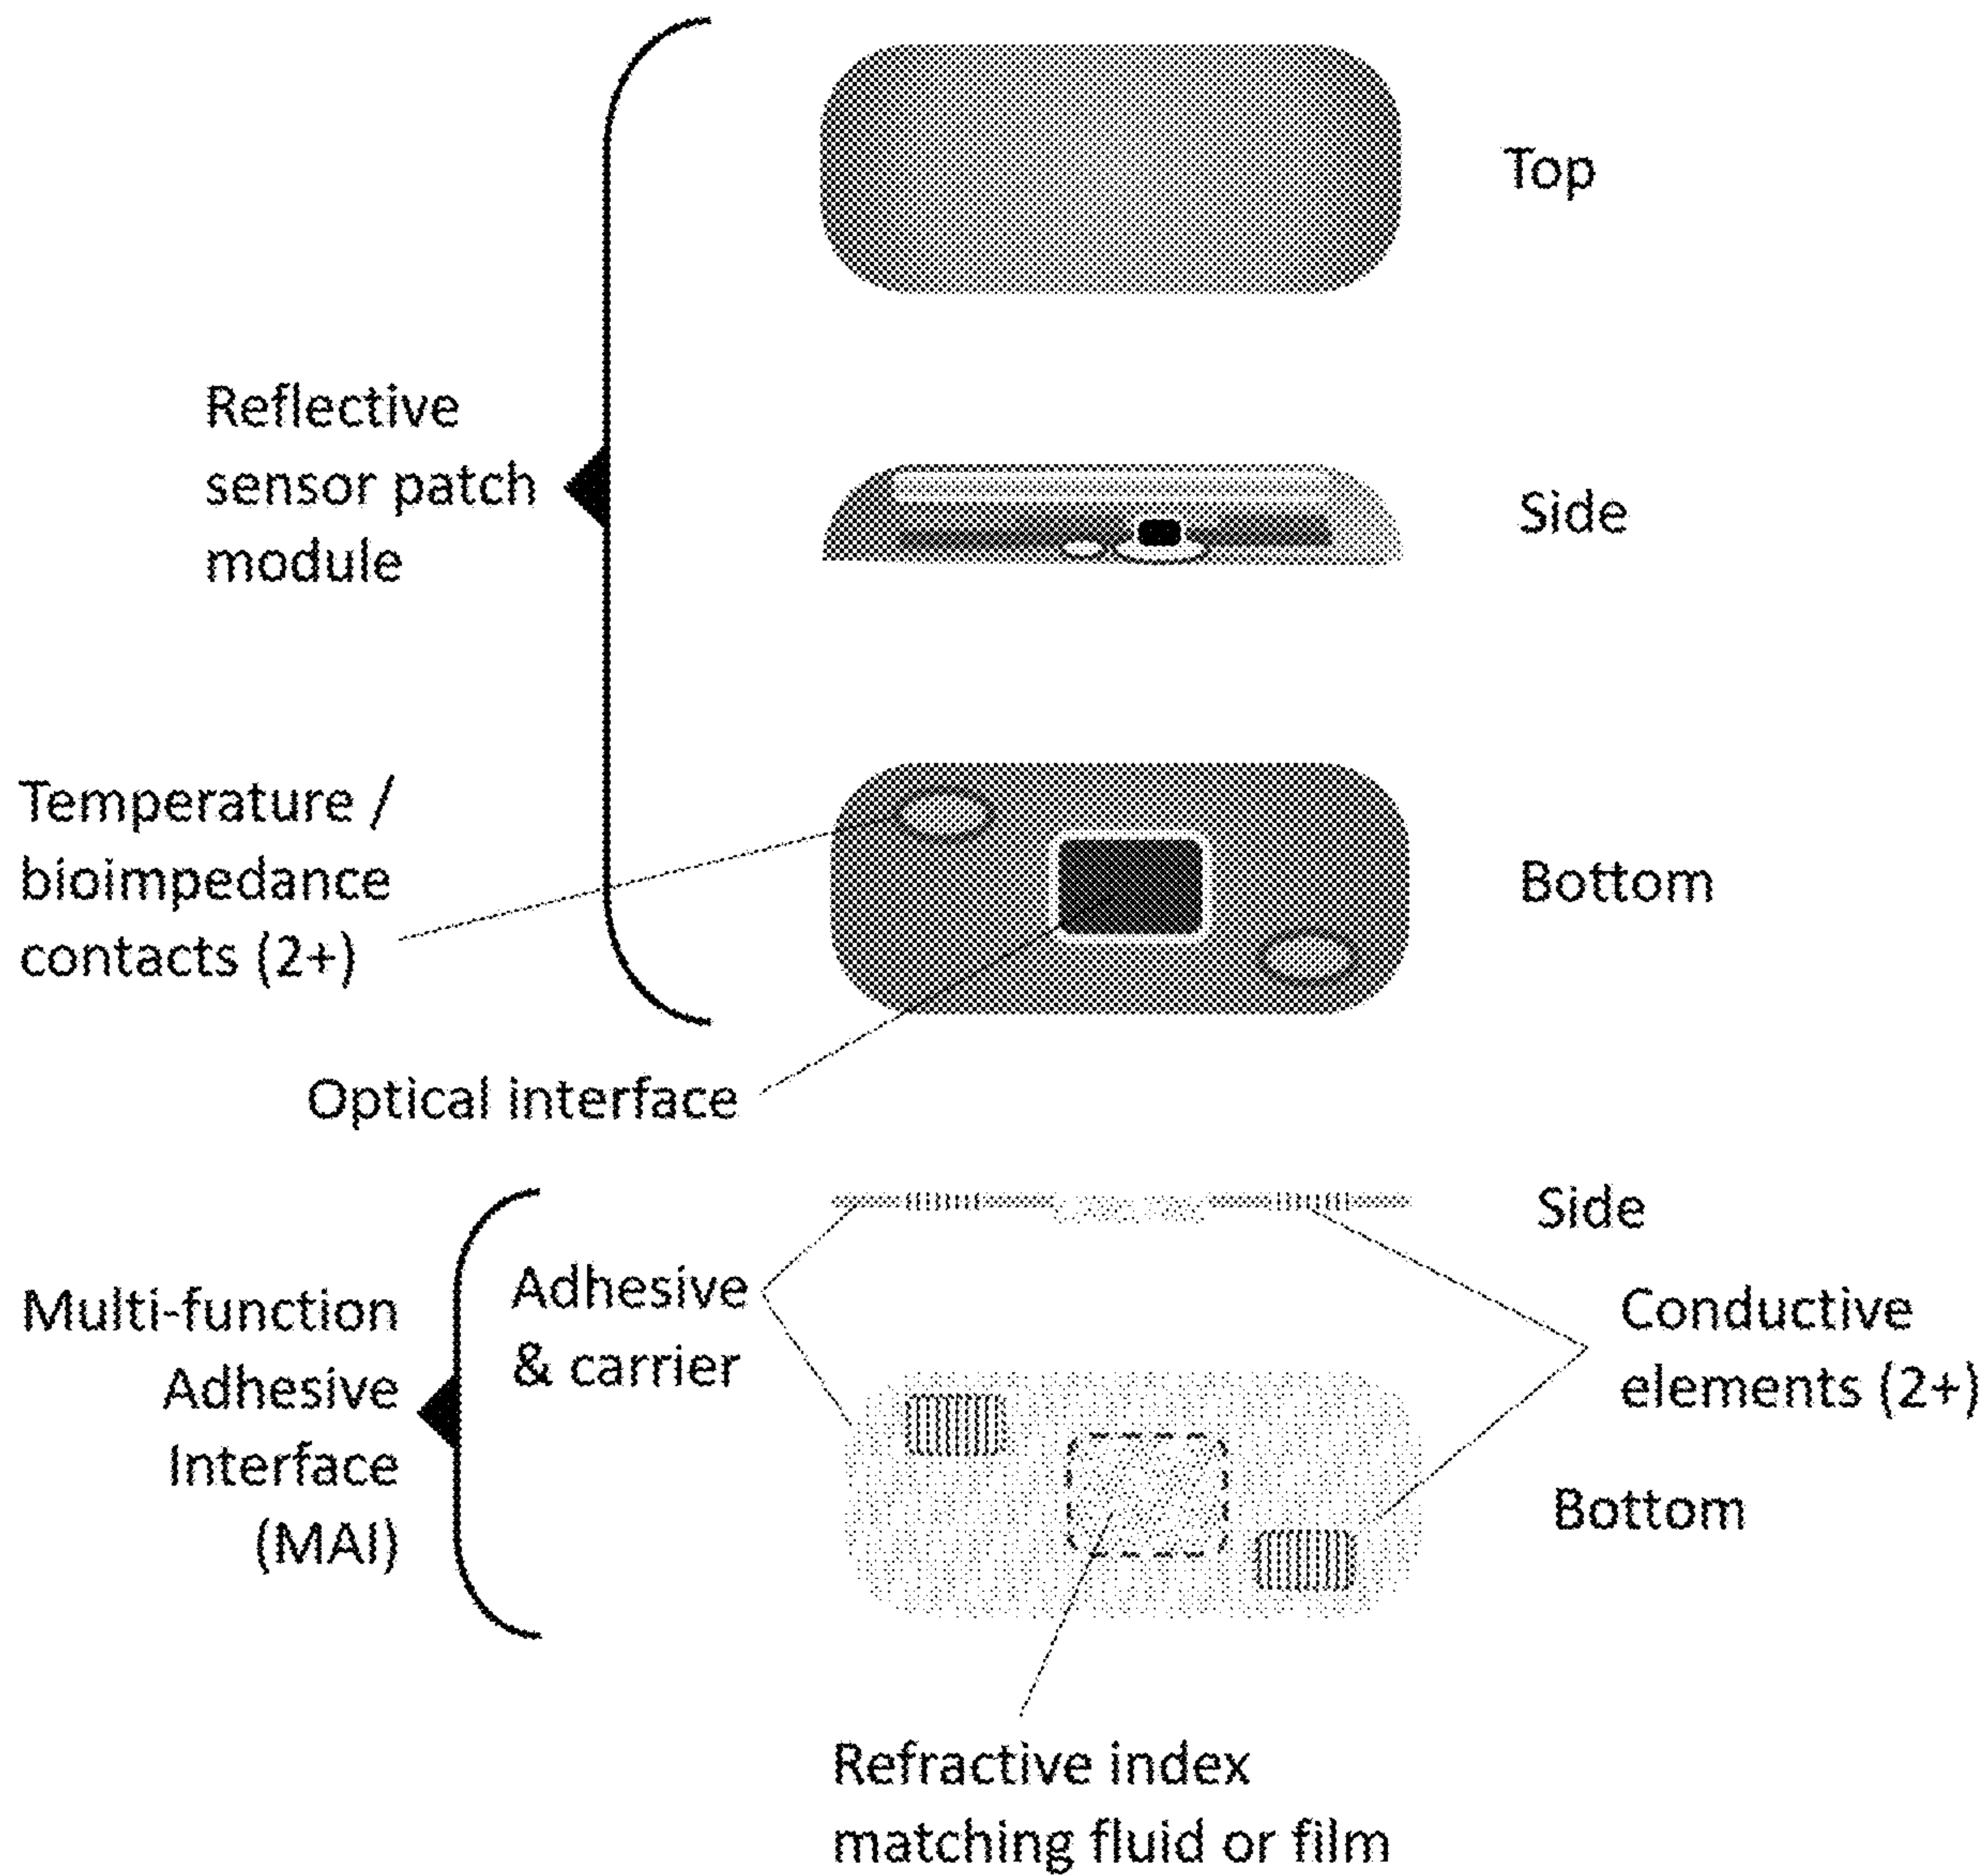 Top
Reflective
sensor patch
module
Side
Temperature /
bioimpedance
contacts (2+)
Bottom
Optical interface
Side
Multi-function
Adhesive
Interface
(MAI)
Adhesive
& carrier
Conductive
elements (2+)
Bottom
Refractive index
matching fluid or film